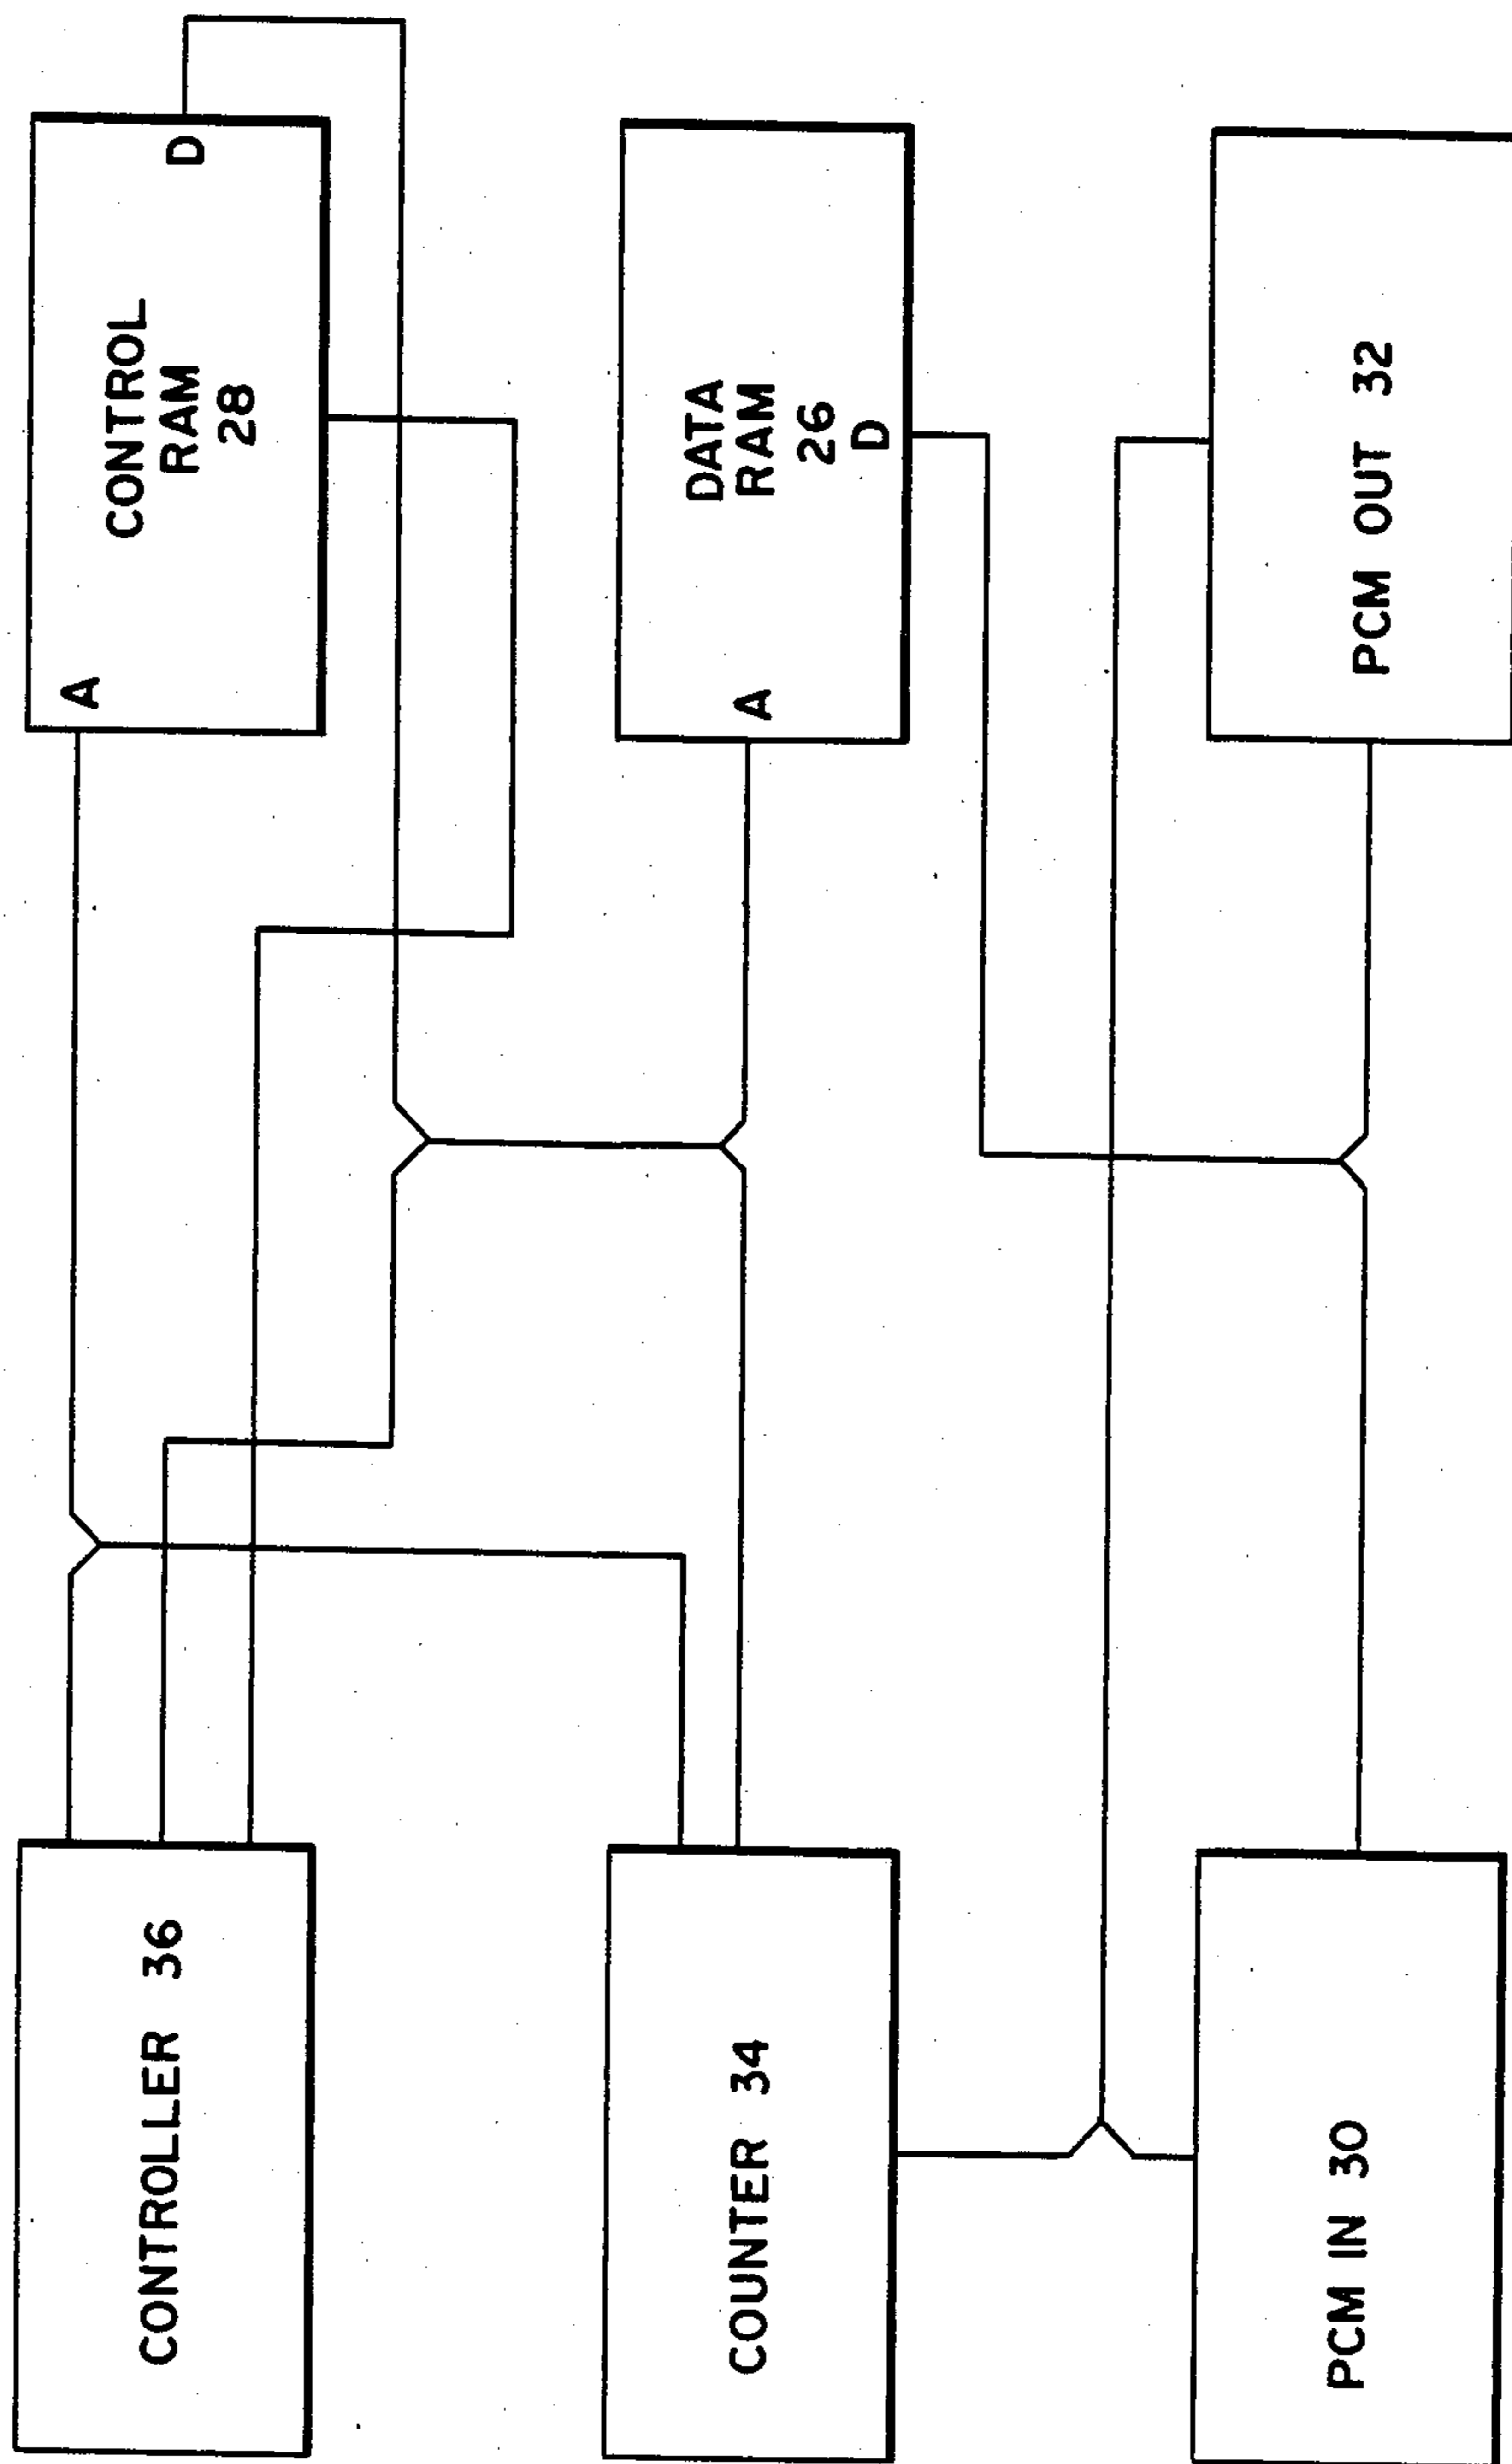 CONTROLLER 36
A
CONTROL
RAM
28
D
COUNTER 34
A
DATA
RAM
26
D
PCM IN 30
PCM OUT 32